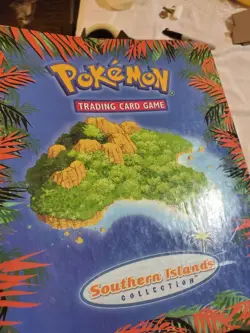 POKéMON
TRADING CARD GAME
Southern Islands
COLLECTION